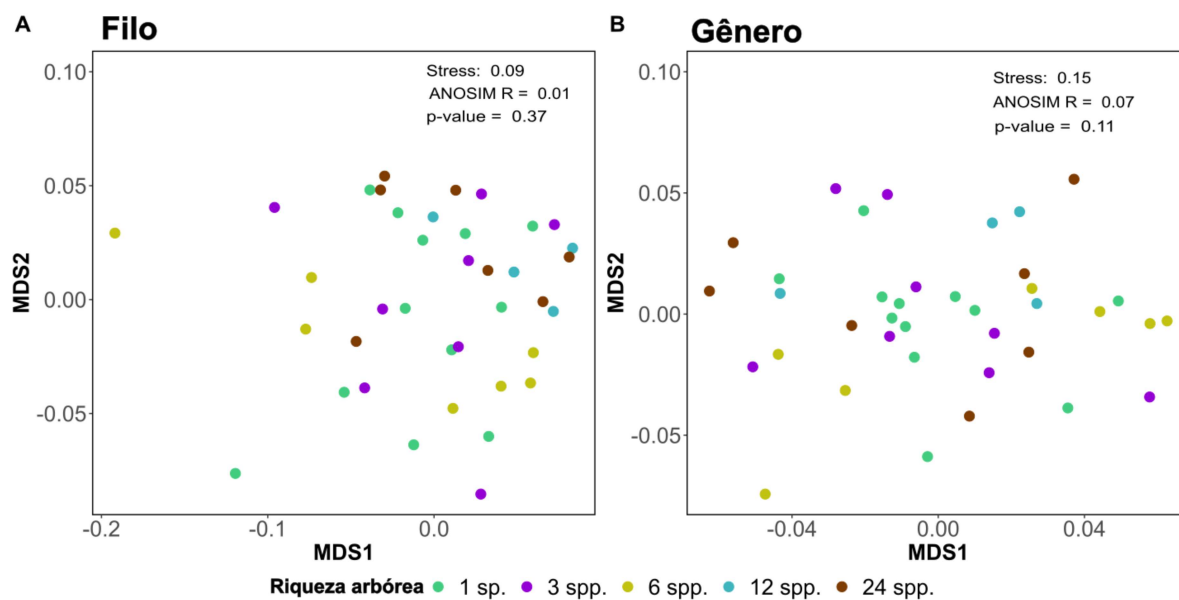 A Filo
Stress: 0.09
ANOSIM R = 0.01
p-value = 0.37
0.10
0.05
0.00
-0.05
MDS2
-0.2 -0.1 0.0
MDS1
B Gênero
Stress: 0.15
ANOSIM R = 0.07
p-value = 0.11
0.10
0.05
0.00
-0.05
MDS2
-0.04 0.00 0.04
MDS1
Riqueza arbórea 1 sp. 3 spp. 6 spp. 12 spp. 24 spp.